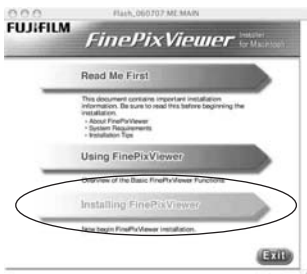 Flash_060707 ME:MAIN
FUJIFILM
FinePixViewer Installer
for Macintosh
Read Me First
This document contains important installation
information. Be sure to read this before beginning the
installation.
- About FinePixViewer
- System Requirements
- Installation Tips
Using FinePixViewer
Overview of the Basic FinePixViewer Functions.
Installing FinePixViewer
Now begin FinePixViewer installation.
Exit